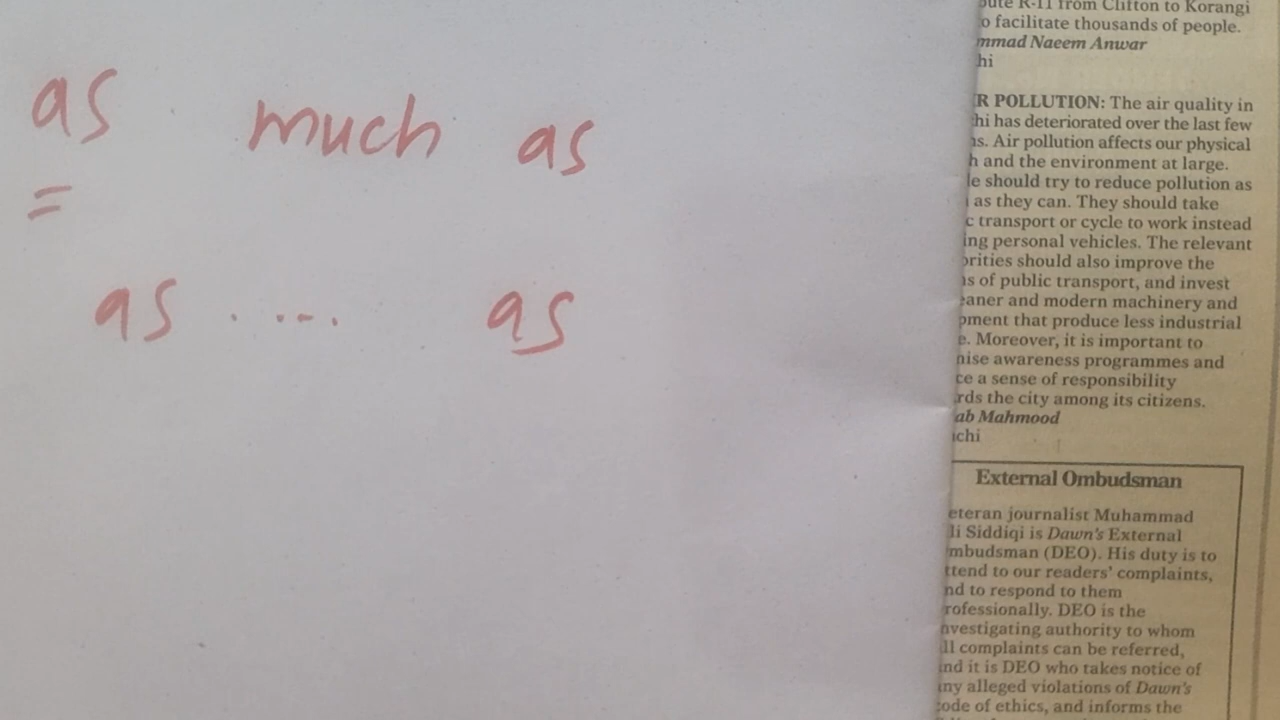 as much as
=
as ..... as
R-11 from Clifton to Korangi
o facilitate thousands of people.
mmad Naeem Anwar
hi
R POLLUTION: The air quality in
hi has deteriorated over the last few
s. Air pollution affects our physical
h and the environment at large.
le should try to reduce pollution as
as they can. They should take
c transport or cycle to work instead
ing personal vehicles. The relevant
orities should also improve the
s of public transport, and invest
eaner and modern machinery and
pment that produce less industrial
e. Moreover, it is important to
nise awareness programmes and
ce a sense of responsibility
rds the city among its citizens.
ab Mahmood
chi
External Ombudsman
eteran journalist Muhammad
li Siddiqi is Dawn's External
mbudsman (DEO). His duty is to
ttend to our readers' complaints,
nd to respond to them
rofessionally. DEO is the
nvestigating authority to whom
ll complaints can be referred,
nd it is DEO who takes notice of
ny alleged violations of Dawn's
ode of ethics, and informs the